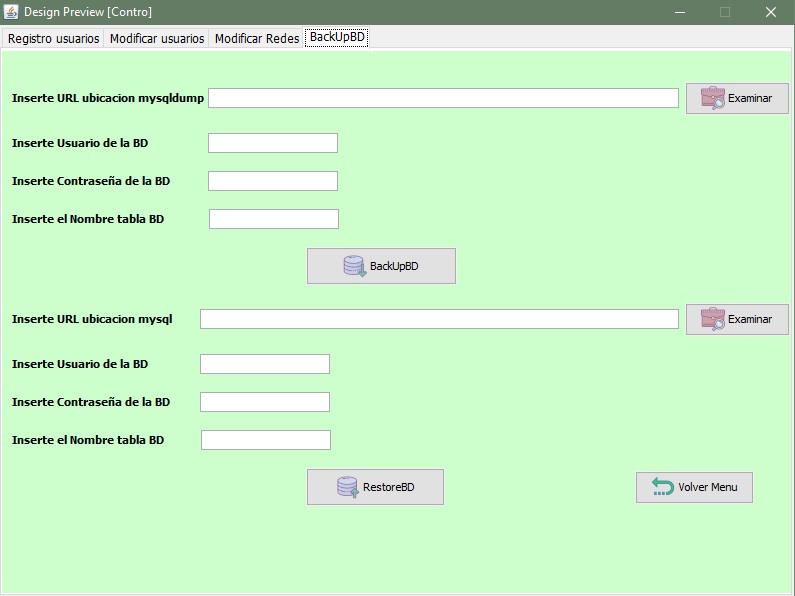 Design Preview [Contro]
Registro usuarios Modificar usuarios Modificar Redes BackUpBD
Inserte URL ubicacion mysqldump Examinar
Inserte Usuario de la BD
Inserte Contraseña de la BD
Inserte el Nombre tabla BD
BackUpBD
Inserte URL ubicacion mysql Examinar
Inserte Usuario de la BD
Inserte Contraseña de la BD
Inserte el Nombre tabla BD
RestoreBD Volver Menu